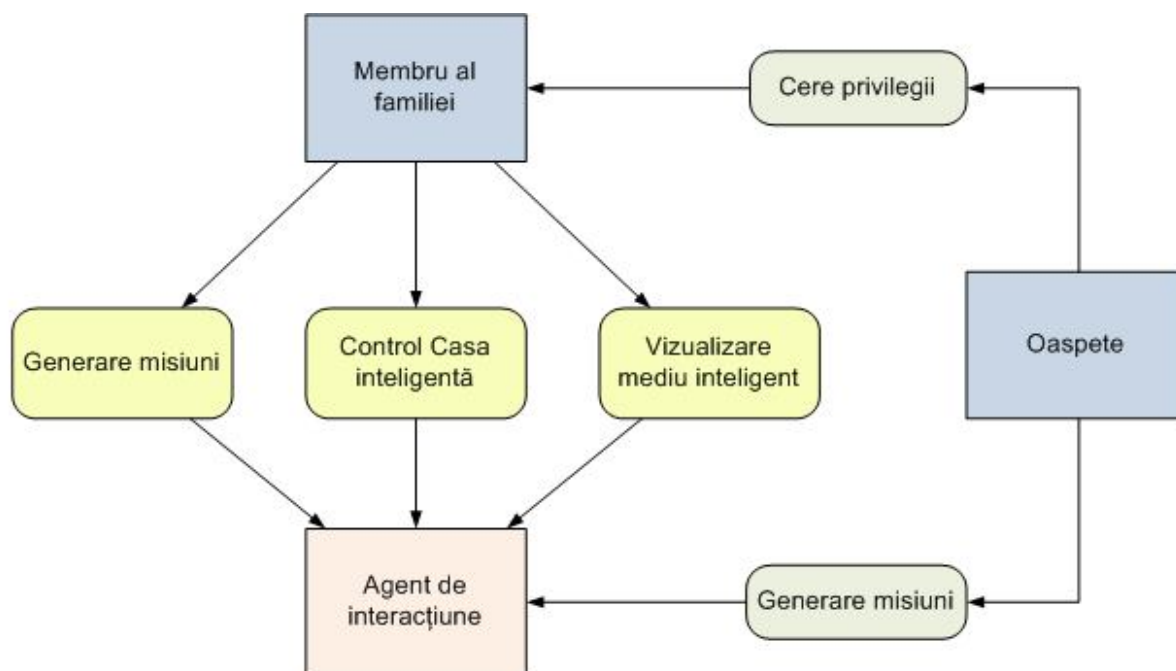 Membru al
familiei
Cere privilegii
Generare misiuni
Control Casa
inteligentă
Vizualizare
mediu inteligent
Oaspete
Agent de
interacțiune
Generare misiuni